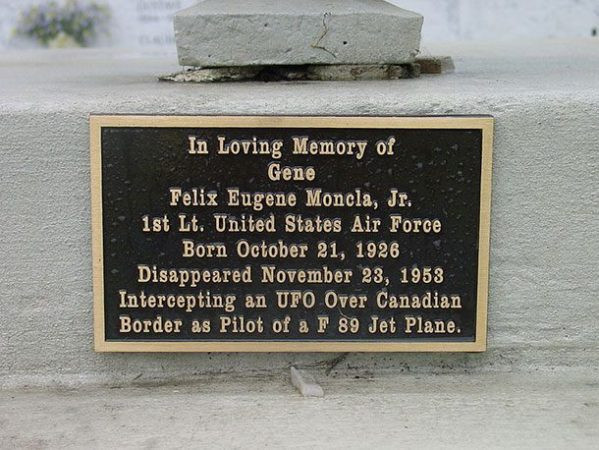 In Loving Memory of
Gene
Felix Eugene Moncla, Jr.
1st Lt. United States Air Force
Born October 21, 1926
Disappeared November 23, 1953
Intercepting an UFO Over Canadian
Border as Pilot of a F 89 Jet Plane.